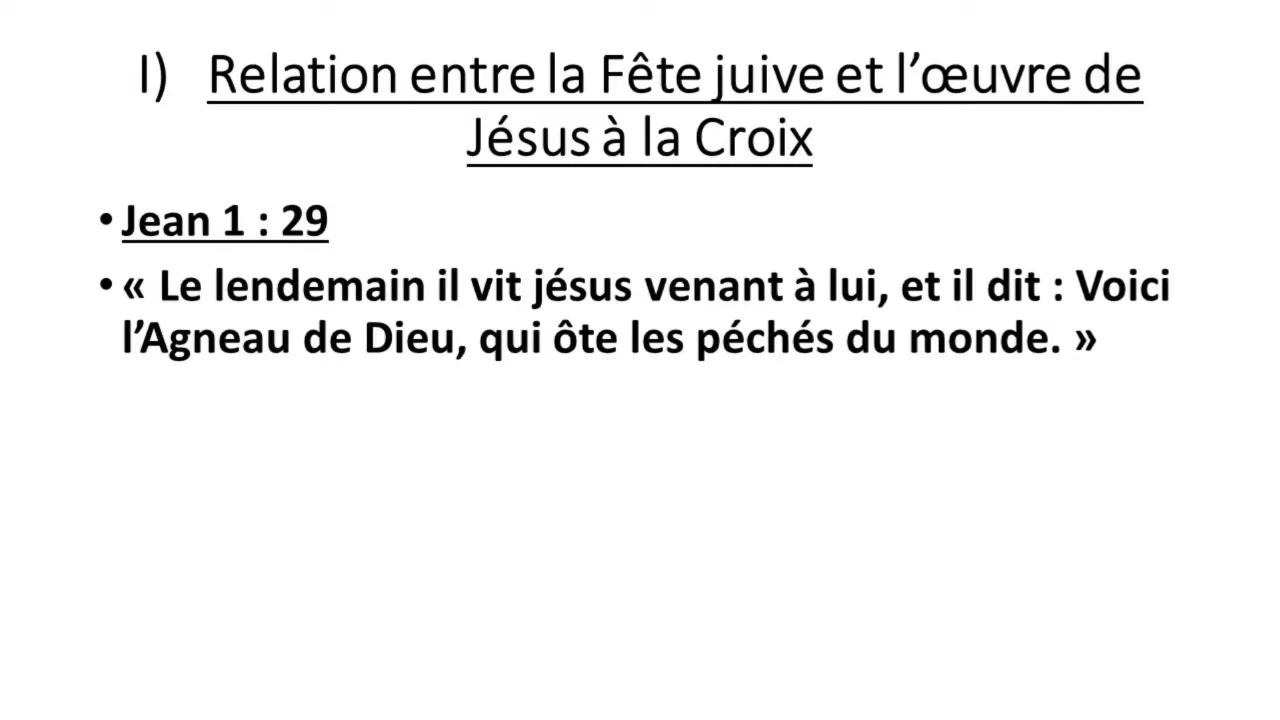 I) Relation entre la Fête juive et l’œuvre de
Jésus à la Croix
• Jean 1 : 29
• « Le lendemain il vit jésus venant à lui, et il dit : Voici
l’Agneau de Dieu, qui ôte les péchés du monde. »